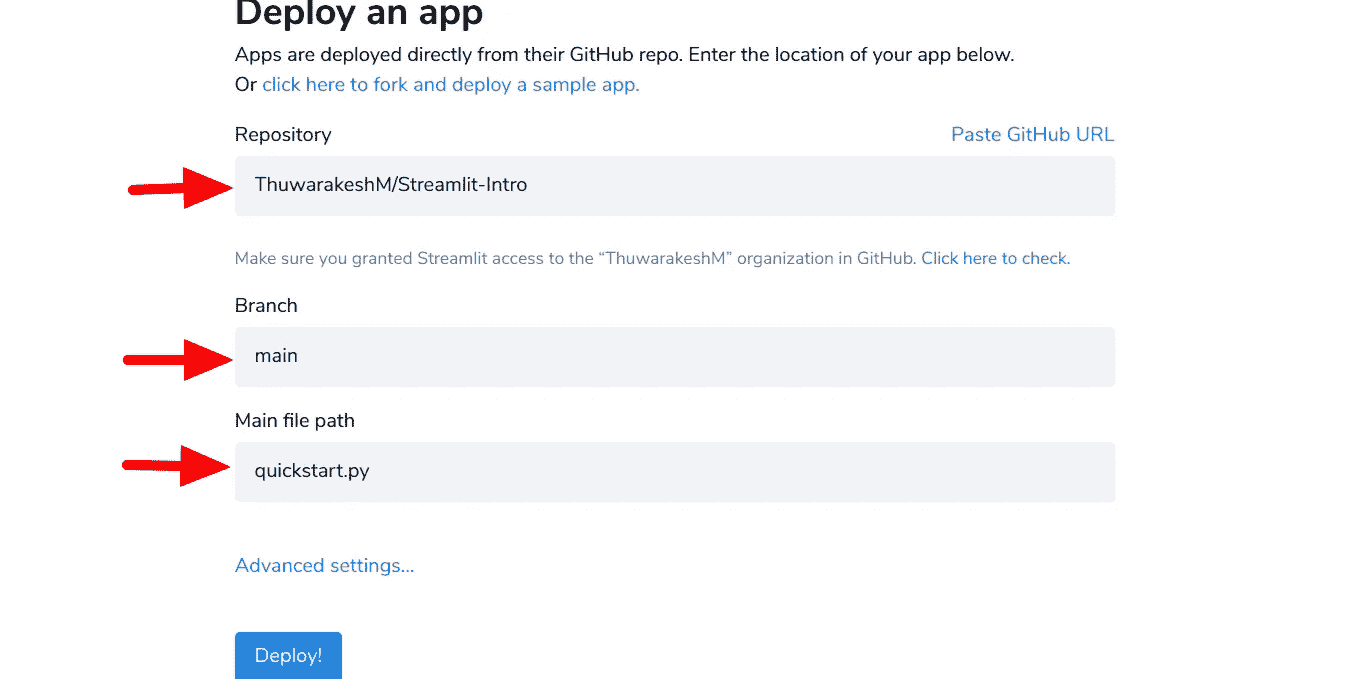 Deploy an app
Apps are deployed directly from their GitHub repo. Enter the location of your app below.
Or click here to fork and deploy a sample app.
Repository
Paste GitHub URL
ThuwarakeshM/Streamlit-Intro
Make sure you granted Streamlit access to the “ThuwarakeshM” organization in GitHub. Click here to check.
Branch
main
Main file path
quickstart.py
Advanced settings...
Deploy!